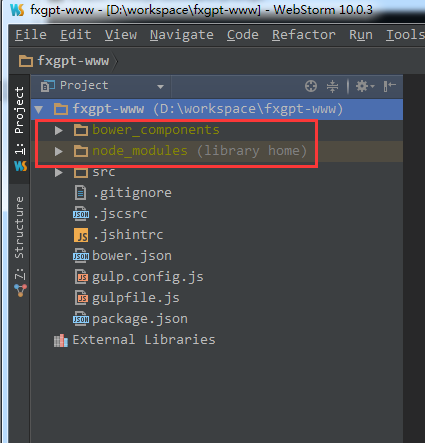 fxgpt-www - [D:\workspace\fxgpt-www] - WebStorm 10.0.3
File Edit View Navigate Code Refactor Run Tools
fxgpt-www
1: Project
Project
fxgpt-www (D:\workspace\fxgpt-www)
bower_components
node_modules (library home)
src
.gitignore
.jscsrc
.jshintrc
bower.json
gulp.config.js
gulpfile.js
package.json
External Libraries
7: Structure